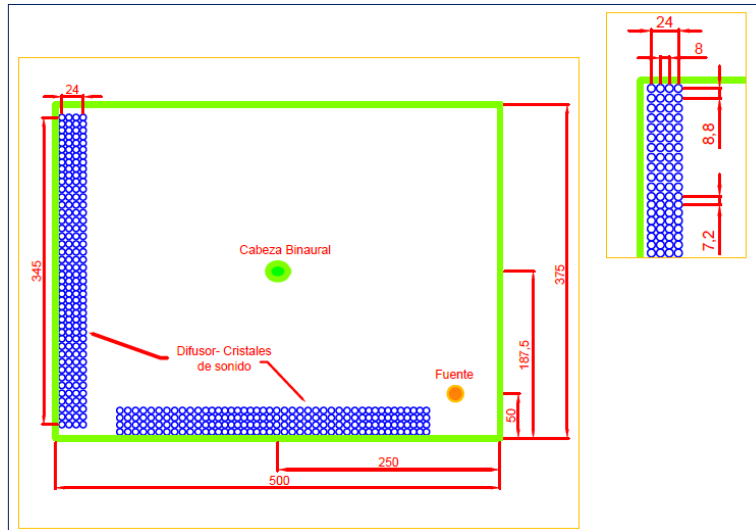 24
24
8
8,8
7,2
345
Cabeza Binaural
375
187,5
Difusor- Cristales
de sonido
Fuente
50
250
500